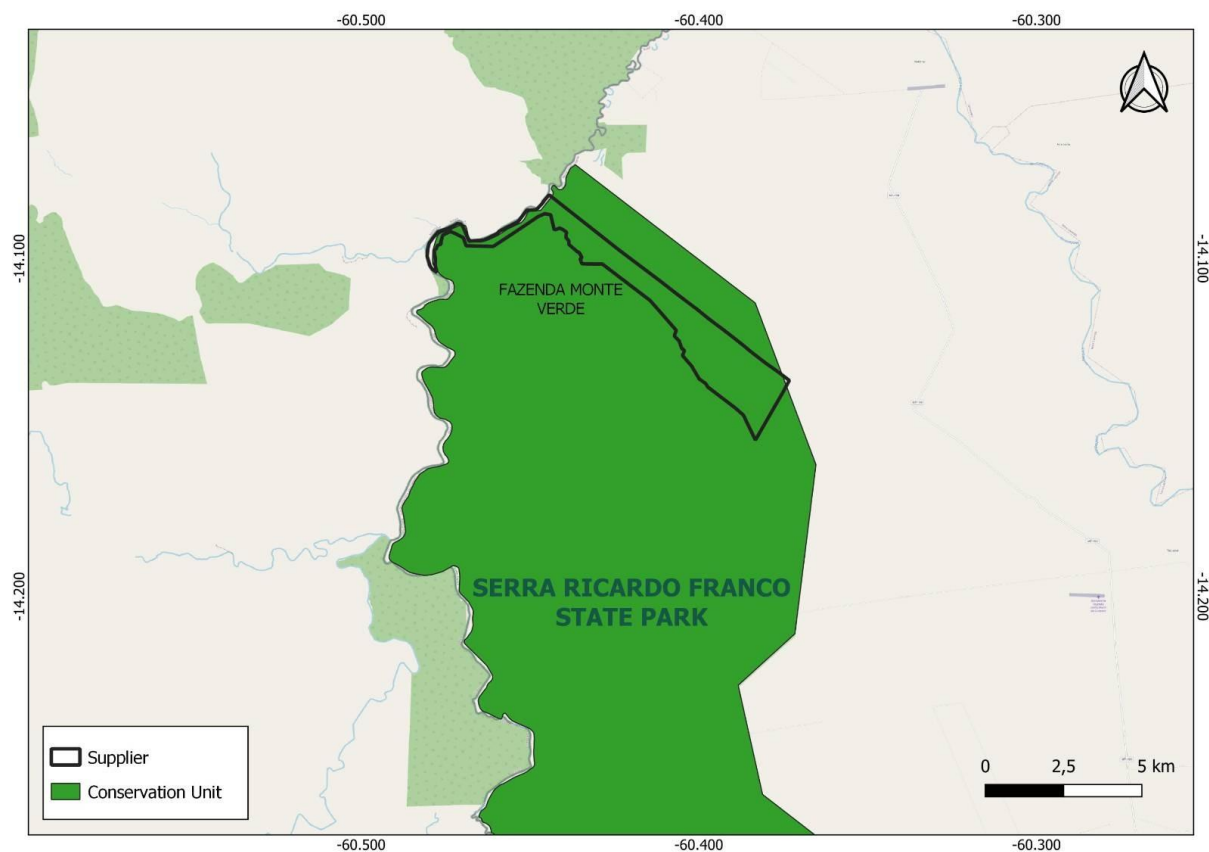 -60.500
-60.400
-60.300
-14.100
-14.100
FAZENDA MONTE
VERDE
-14.200
-14.200
SERRA RICARDO FRANCO
STATE PARK
Supplier
Conservation Unit
0 2,5 5 km
-60.500
-60.400
-60.300